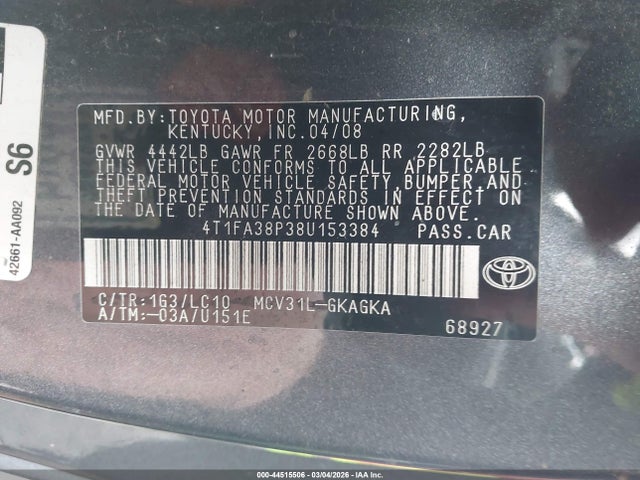 MFD.BY:TOYOTA MOTOR MANUFACTURING,
KENTUCKY, INC.04/08
GVWR 4442LB GAWR FR 2668LB RR 2282LB
THIS VEHICLE CONFORMS TO ALL APPLICABLE
FEDERAL MOTOR VEHICLE SAFETY,BUMPER,AND
THEFT PREVENTION STANDARDS IN EFFECT ON
THE DATE OF MANUFACTURE SHOWN ABOVE.
4T1FA38P38U153384 PASS.CAR
C/TR:1G3/LC10 MCV31L-GKAGKA
A/TM:-03A/U151E
68927
42661-AA092
S6
000-44515506 - 03/04/2026 - IAAI.CA